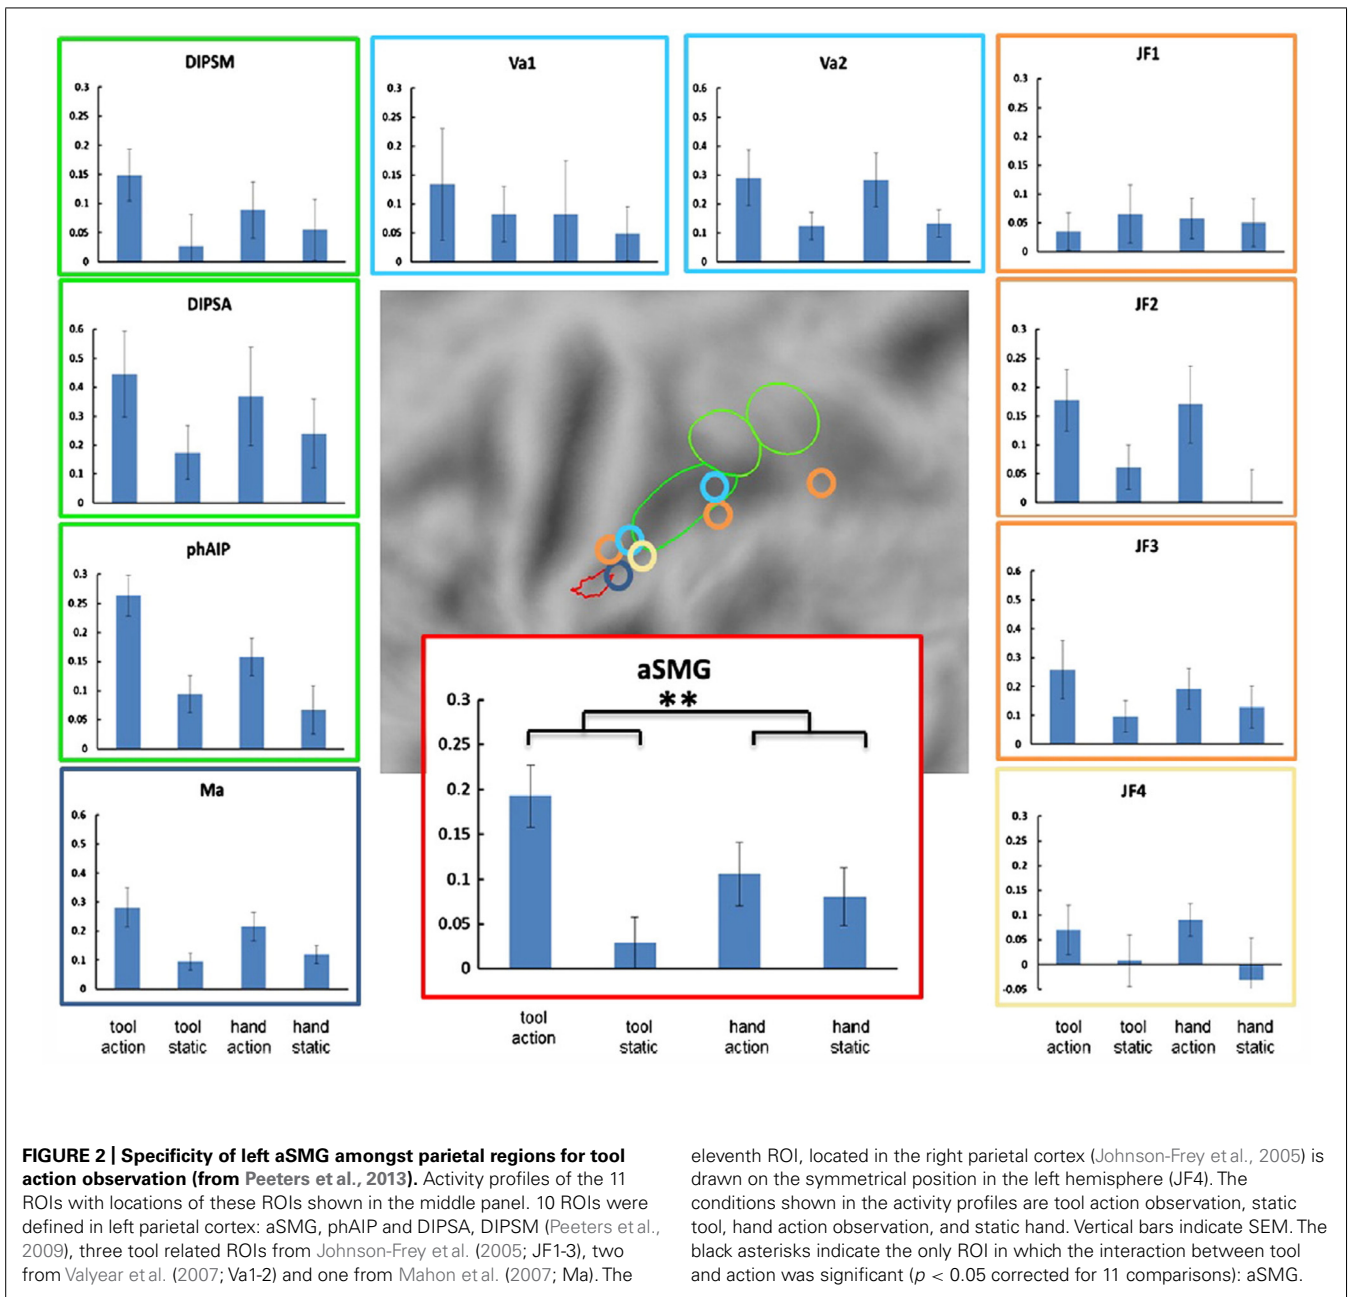 DIPSM
0.3
0.25
0.2
0.15
0.1
0.05
0
Va1
0.3
0.25
0.2
0.15
0.1
0.05
0
Va2
0.6
0.5
0.4
0.3
0.2
0.1
0
JF1
0.3
0.25
0.2
0.15
0.1
0.05
0
DIPSA
0.6
0.5
0.4
0.3
0.2
0.1
0
JF2
0.3
0.25
0.2
0.15
0.1
0.05
0
phAIP
0.3
0.25
0.2
0.15
0.1
0.05
0
JF3
0.6
0.5
0.4
0.3
0.2
0.1
0
aSMG
**
0.3
0.25
0.2
0.15
0.1
0.05
0
Ma
0.6
0.5
0.4
0.3
0.2
0.1
0
JF4
0.3
0.25
0.2
0.15
0.1
0.05
0
-0.05
tool tool hand hand
action static action static
tool tool hand hand
action static action static
tool tool hand hand
action static action static
FIGURE 2 | Specificity of left aSMG amongst parietal regions for tool
action observation (from Peeters et al., 2013). Activity profiles of the 11
ROIs with locations of these ROIs shown in the middle panel. 10 ROIs were
defined in left parietal cortex: aSMG, phAIP and DIPSA, DIPSM (Peeters et al.,
2009), three tool related ROIs from Johnson-Frey et al. (2005; JF1-3), two
from Valyear et al. (2007; Va1-2) and one from Mahon et al. (2007; Ma). The
eleventh ROI, located in the right parietal cortex (Johnson-Frey et al., 2005) is
drawn on the symmetrical position in the left hemisphere (JF4). The
conditions shown in the activity profiles are tool action observation, static
tool, hand action observation, and static hand. Vertical bars indicate SEM. The
black asterisks indicate the only ROI in which the interaction between tool
and action was significant (p < 0.05 corrected for 11 comparisons): aSMG.